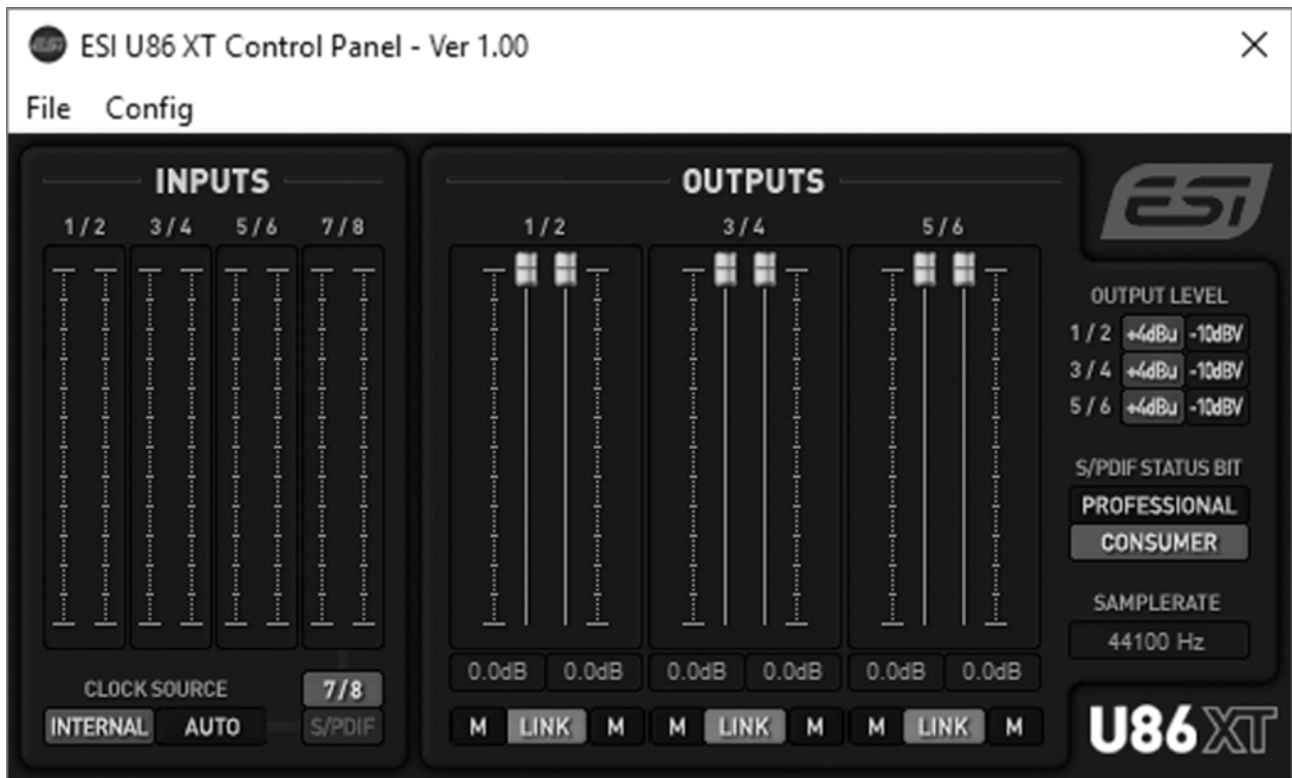 ESI U86 XT Control Panel - Ver 1.00
File Config
INPUTS
1/2 3/4 5/6 7/8
CLOCK SOURCE
7/8
INTERNAL AUTO S/PDIF
OUTPUTS
1/2 3/4 5/6
0.0dB 0.0dB 0.0dB 0.0dB 0.0dB 0.0dB
M LINK M M LINK M M LINK M
ESI
OUTPUT LEVEL
1/2 +4dBu -10dBV
3/4 +4dBu -10dBV
5/6 +4dBu -10dBV
S/PDIF STATUS BIT
PROFESSIONAL
CONSUMER
SAMPLERATE
44100 Hz
U86 XT